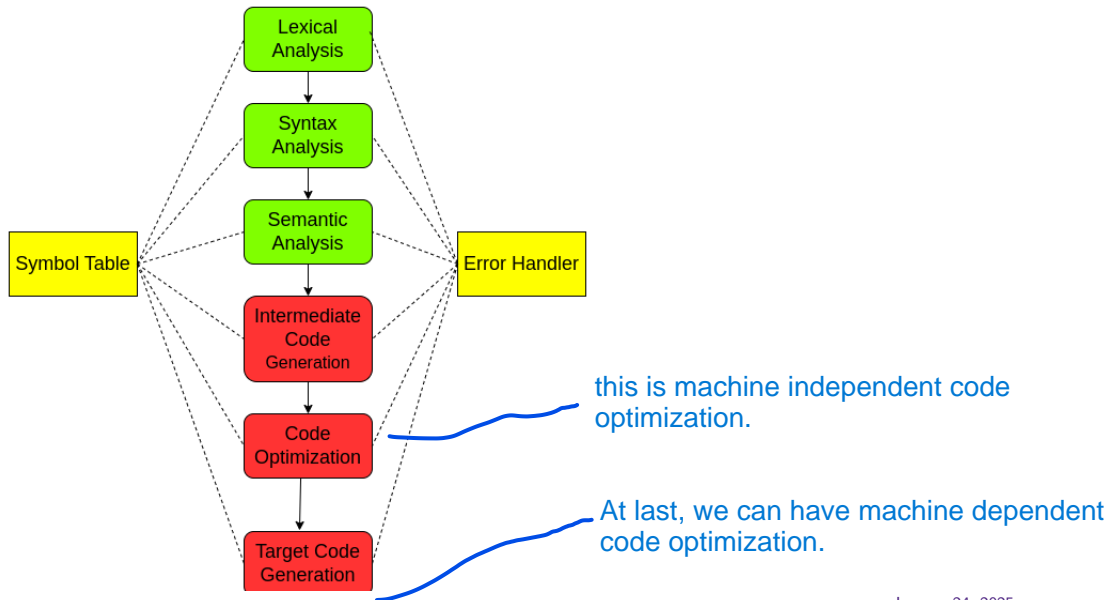 Lexical
Analysis
Syntax
Analysis
Semantic
Analysis
Symbol Table
Error Handler
Intermediate
Code
Generation
this is machine independent code
optimization.
Code
Optimization
At last, we can have machine dependent
code optimization.
Target Code
Generation